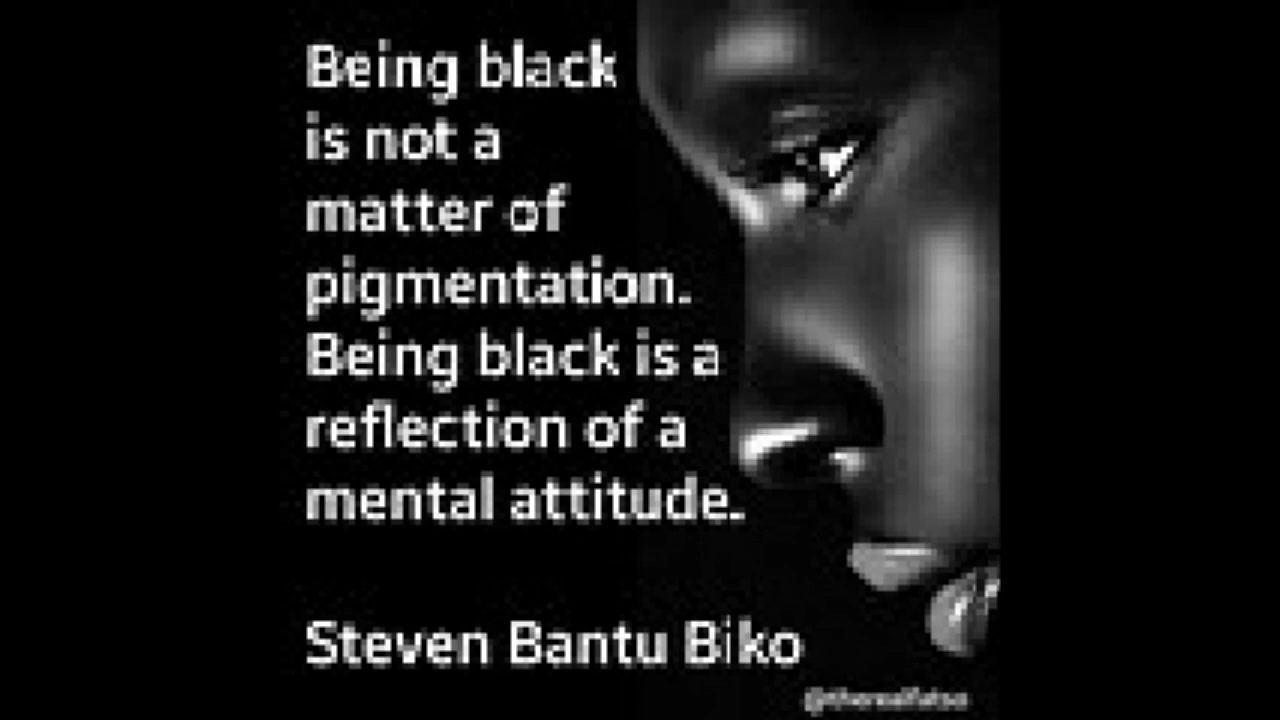 Being black
is not a
matter of
pigmentation.
Being black is a
reflection of a
mental attitude.
Steven Bantu Biko